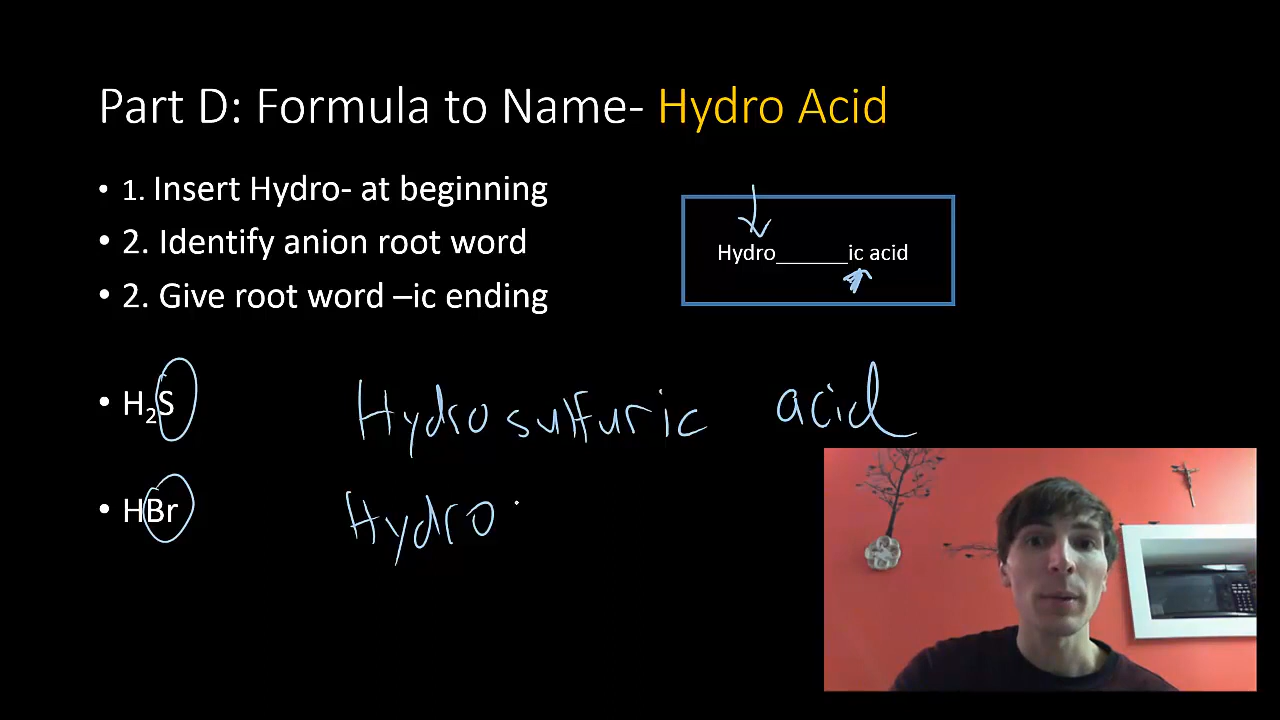 Part D: Formula to Name- Hydro Acid
• 1. Insert Hydro- at beginning
• 2. Identify anion root word
• 2. Give root word –ic ending
Hydro______ic acid
• H₂S Hydrosulfuric acid
• HBr Hydro